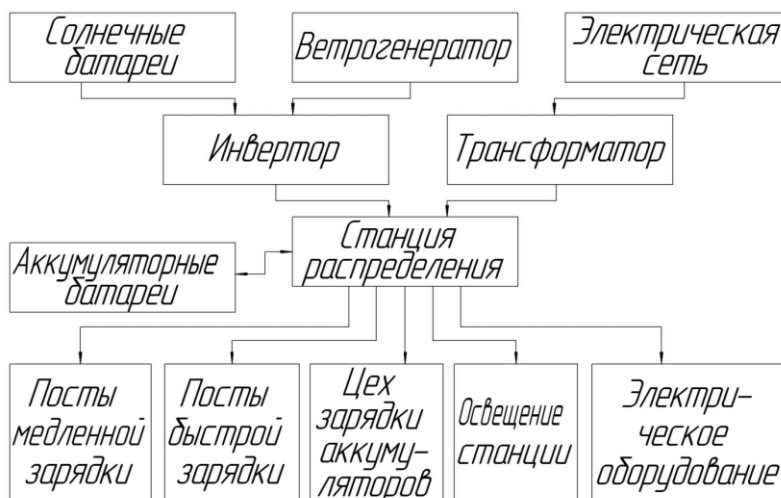 Солнечные
батареи
Ветрогенератор
Электрическая
сеть
Инвертор
Трансформатор
Станция
распределения
Аккумуляторные
батареи
Посты
медленной
зарядки
Посты
быстрой
зарядки
Цех
зарядки
аккуму-
ляторов
Освещение
станции
Электри-
ческое
оборудование